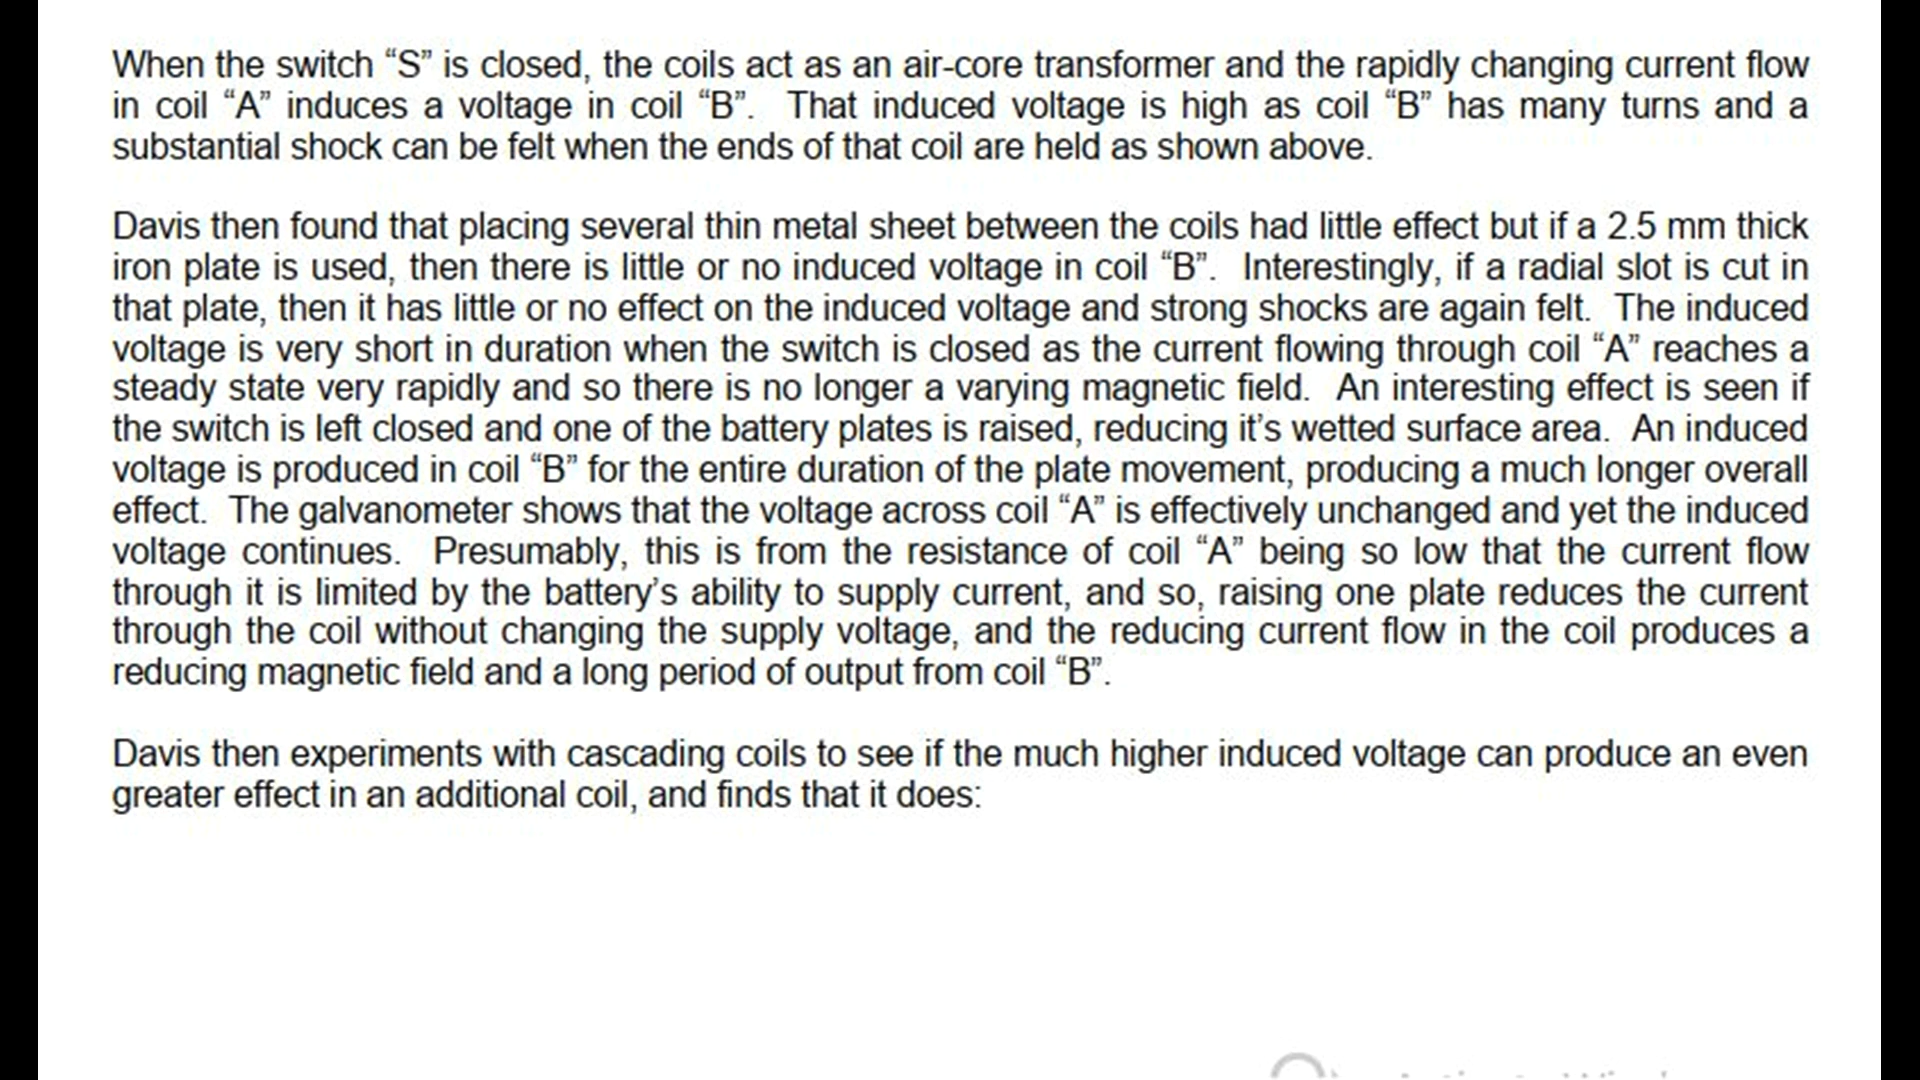 When the switch “S” is closed, the coils act as an air-core transformer and the rapidly changing current flow
in coil “A” induces a voltage in coil “B”.  That induced voltage is high as coil “B” has many turns and a
substantial shock can be felt when the ends of that coil are held as shown above.
Davis then found that placing several thin metal sheet between the coils had little effect but if a 2.5 mm thick
iron plate is used, then there is little or no induced voltage in coil “B”.  Interestingly, if a radial slot is cut in
that plate, then it has little or no effect on the induced voltage and strong shocks are again felt.  The induced
voltage is very short in duration when the switch is closed as the current flowing through coil “A” reaches a
steady state very rapidly and so there is no longer a varying magnetic field.  An interesting effect is seen if
the switch is left closed and one of the battery plates is raised, reducing it’s wetted surface area.  An induced
voltage is produced in coil “B” for the entire duration of the plate movement, producing a much longer overall
effect.  The galvanometer shows that the voltage across coil “A” is effectively unchanged and yet the induced
voltage continues.  Presumably, this is from the resistance of coil “A” being so low that the current flow
through it is limited by the battery’s ability to supply current, and so, raising one plate reduces the current
through the coil without changing the supply voltage, and the reducing current flow in the coil produces a
reducing magnetic field and a long period of output from coil “B”.
Davis then experiments with cascading coils to see if the much higher induced voltage can produce an even
greater effect in an additional coil, and finds that it does: